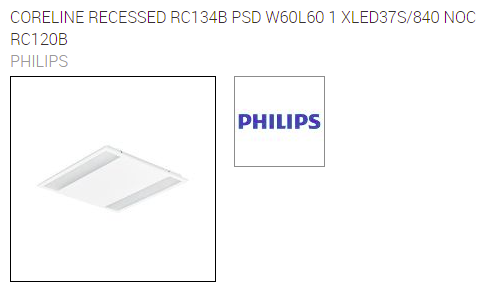 CORELINE RECESSED RC134B PSD W60L60 1 XLED37S/840 NOC
RC120B
PHILIPS
PHILIPS